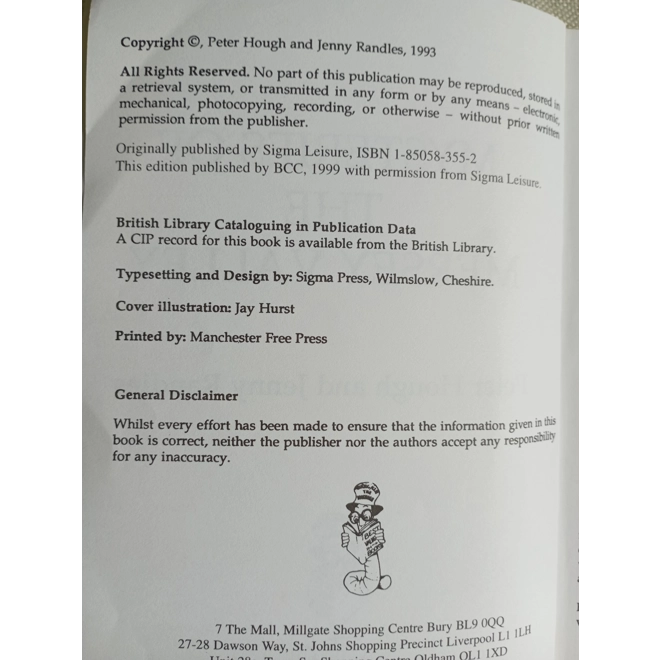 Copyright ©, Peter Hough and Jenny Randles, 1993
All Rights Reserved. No part of this publication may be reproduced, stored in
a retrieval system, or transmitted in any form or by any means – electronic,
mechanical, photocopying, recording, or otherwise – without prior written
permission from the publisher.
Originally published by Sigma Leisure, ISBN 1-85058-355-2
This edition published by BCC, 1999 with permission from Sigma Leisure.
British Library Cataloguing in Publication Data
A CIP record for this book is available from the British Library.
Typesetting and Design by: Sigma Press, Wilmslow, Cheshire.
Cover illustration: Jay Hurst
Printed by: Manchester Free Press
General Disclaimer
Whilst every effort has been made to ensure that the information given in this
book is correct, neither the publisher nor the authors accept any responsibility
for any inaccuracy.
7 The Mall, Millgate Shopping Centre Bury BL9 0QQ
27-28 Dawson Way, St. Johns Shopping Precinct Liverpool L1 1LH
Shopping Centre Oldham OL1 1XD